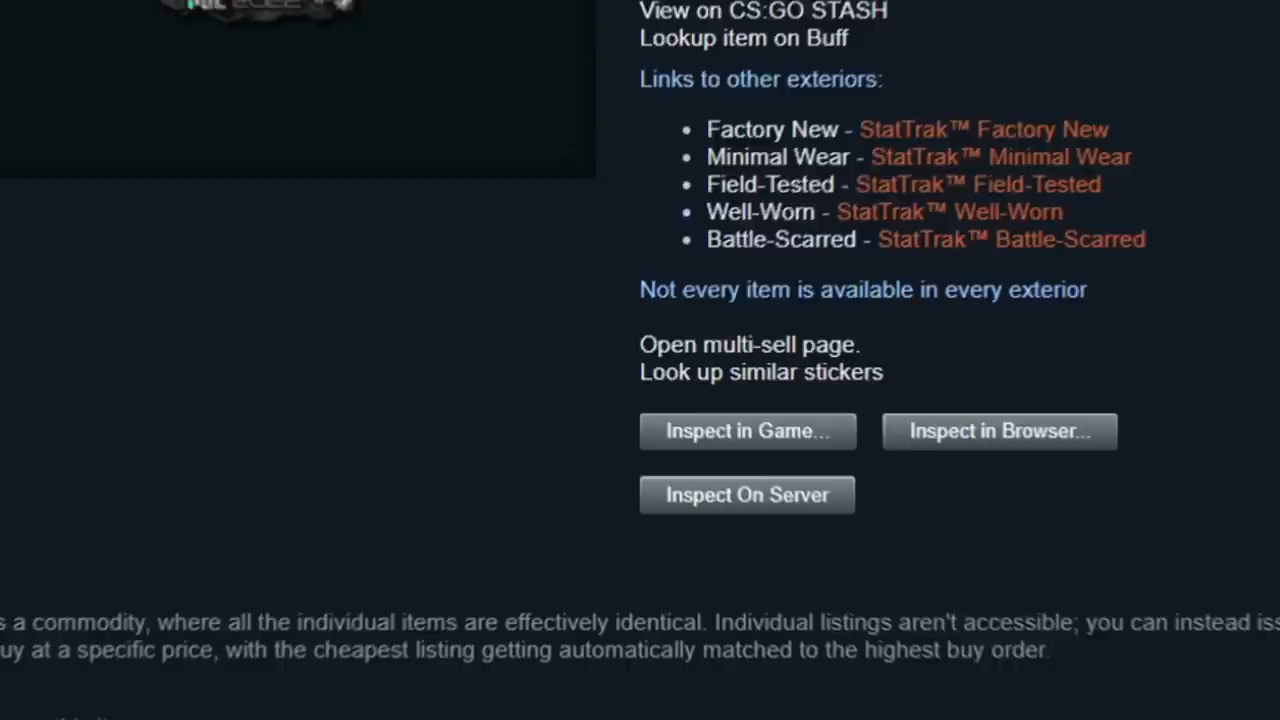 2022
View on CS:GO STASH
Lookup item on Buff
Links to other exteriors:
Factory New - StatTrak™ Factory New
Minimal Wear - StatTrak™ Minimal Wear
Field-Tested - StatTrak™ Field-Tested
Well-Worn - StatTrak™ Well-Worn
Battle-Scarred - StatTrak™ Battle-Scarred
Not every item is available in every exterior
Open multi-sell page.
Look up similar stickers
Inspect in Game... Inspect in Browser...
Inspect On Server
s a commodity, where all the individual items are effectively identical. Individual listings aren't accessible; you can instead iss
uy at a specific price, with the cheapest listing getting automatically matched to the highest buy order.